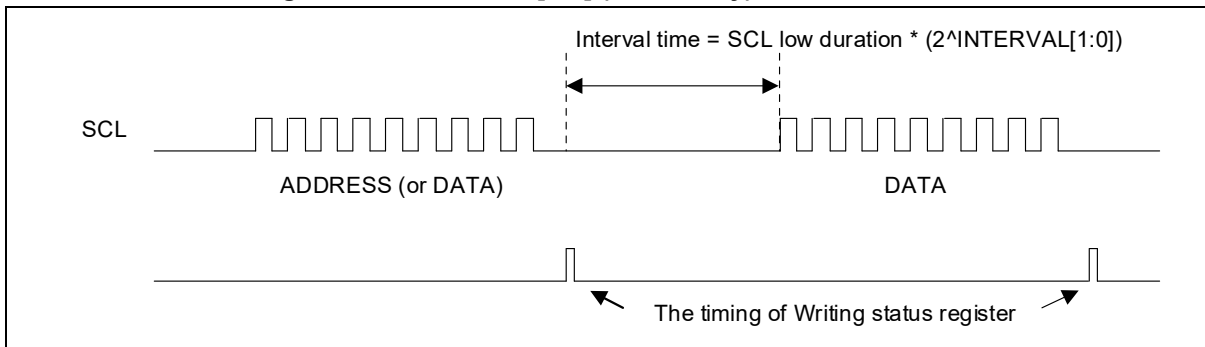 Interval time = SCL low duration * (2^INTERVAL[1:0])
SCL
ADDRESS (or DATA)
DATA
The timing of Writing status register